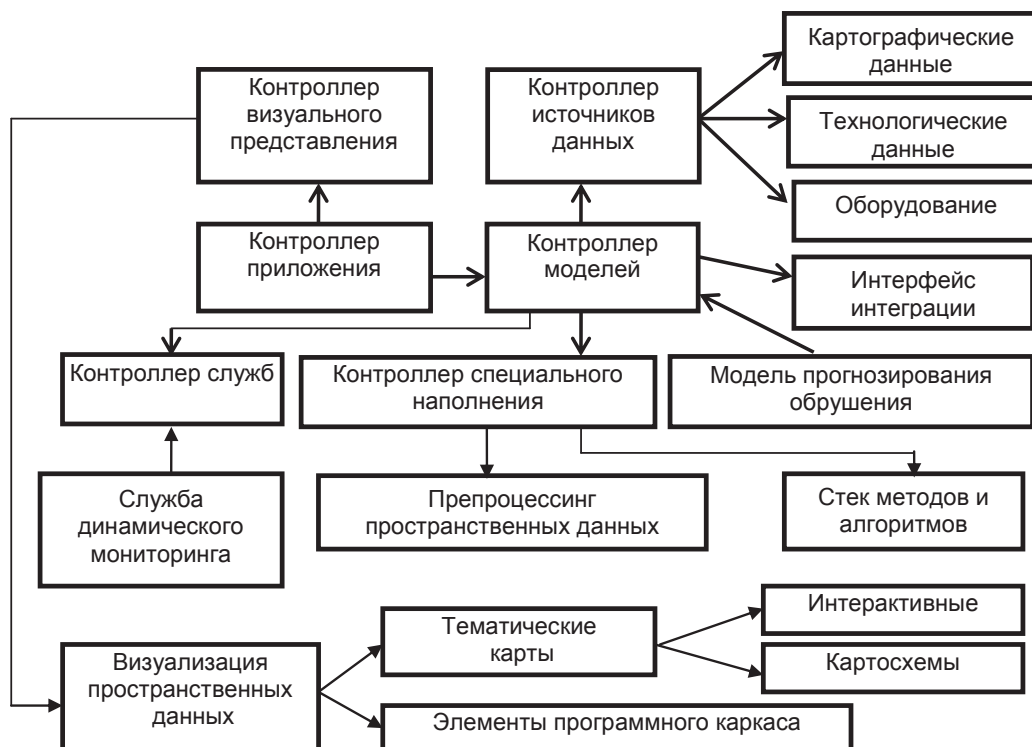 Картографические
данные
Контроллер
визуального
представления
Контроллер
источников
данных
Технологические
данные
Оборудование
Контроллер
приложения
Контроллер
моделей
Интерфейс
интеграции
Контроллер служб
Контроллер специального
наполнения
Модель прогнозирования
обрушения
Служба
динамического
мониторинга
Препроцессинг
пространственных данных
Стек методов и
алгоритмов
Визуализация
пространственных
данных
Тематические
карты
Интерактивные
Картосхемы
Элементы программного каркаса